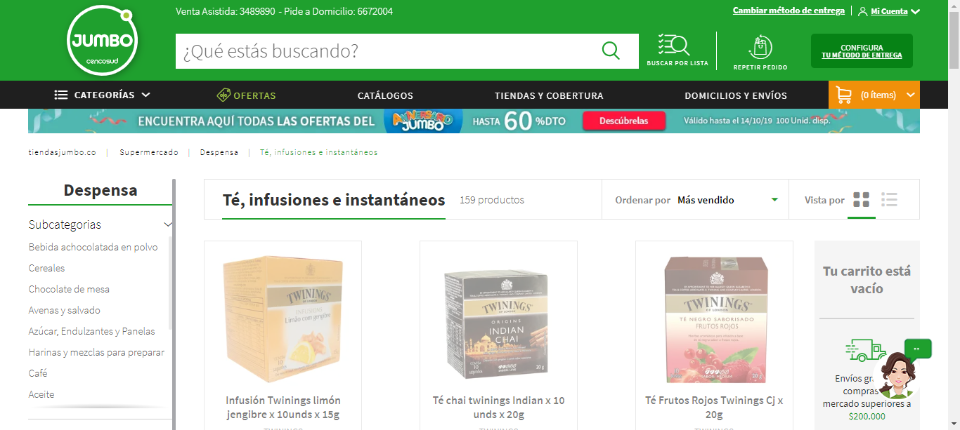 Venta Asistida: 3489890 - Pide a Domicilio: 6672004
Cambiar método de entrega
Mi Cuenta
JUMBO
cencosud
¿Qué estás buscando?
BUSCAR POR LISTA
REPETIR PEDIDO
CONFIGURA
TU MÉTODO DE ENTREGA
CATEGORÍAS
OFERTAS
CATÁLOGOS
TIENDAS Y COBERTURA
DOMICILIOS Y ENVÍOS
(0 ítems)
ENCUENTRA AQUÍ TODAS LAS OFERTAS DEL
JUMBO
HASTA 60 %DTO
Descúbrelas
Válido hasta el 14/10/19 100 Unid. disp.
tiendasjumbo.co | Supermercado | Despensa | Té, infusiones e instantáneos
Despensa
Subcategorias
Bebida achocolatada en polvo
Cereales
Chocolate de mesa
Avenas y salvado
Azúcar, Endulzantes y Panelas
Harinas y mezclas para preparar
Café
Aceite
Té, infusiones e instantáneos
159 productos
Ordenar por Más vendido
Vista por
TWININGS
Limón con jengibre
Infusión Twinings limón
jengibre x 10unds x 15g
TWININGS
ORIGINS
INDIAN
CHAI
Té chai twinings Indian x 10
unds x 20g
TWININGS
TÉ NEGRO SABORIZADO
FRUTOS ROJOS
Té Frutos Rojos Twinings Cj x
20g
Tu carrito está
vacío
Envíos
compras
mercado superiores a
$200.000